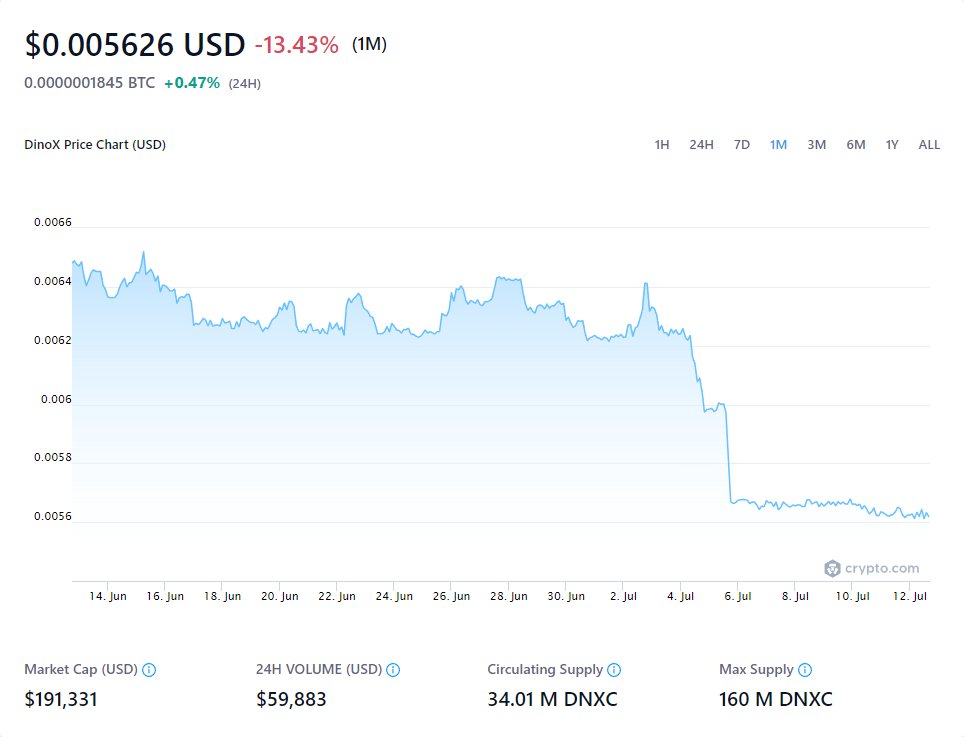 $0.005626 USD -13.43% (1M)
0.0000001845 BTC +0.47% (24H)
DinoX Price Chart (USD) 1H 24H 7D 1M 3M 6M 1Y ALL
0.0066
0.0064
0.0062
0.006
0.0058
0.0056
crypto.com
14. Jun 16. Jun 18. Jun 20. Jun 22. Jun 24. Jun 26. Jun 28. Jun 30. Jun 2. Jul 4. Jul 6. Jul 8. Jul 10. Jul 12. Jul
Market Cap (USD) 24H VOLUME (USD) Circulating Supply Max Supply
$191,331 $59,883 34.01 M DNXC 160 M DNXC